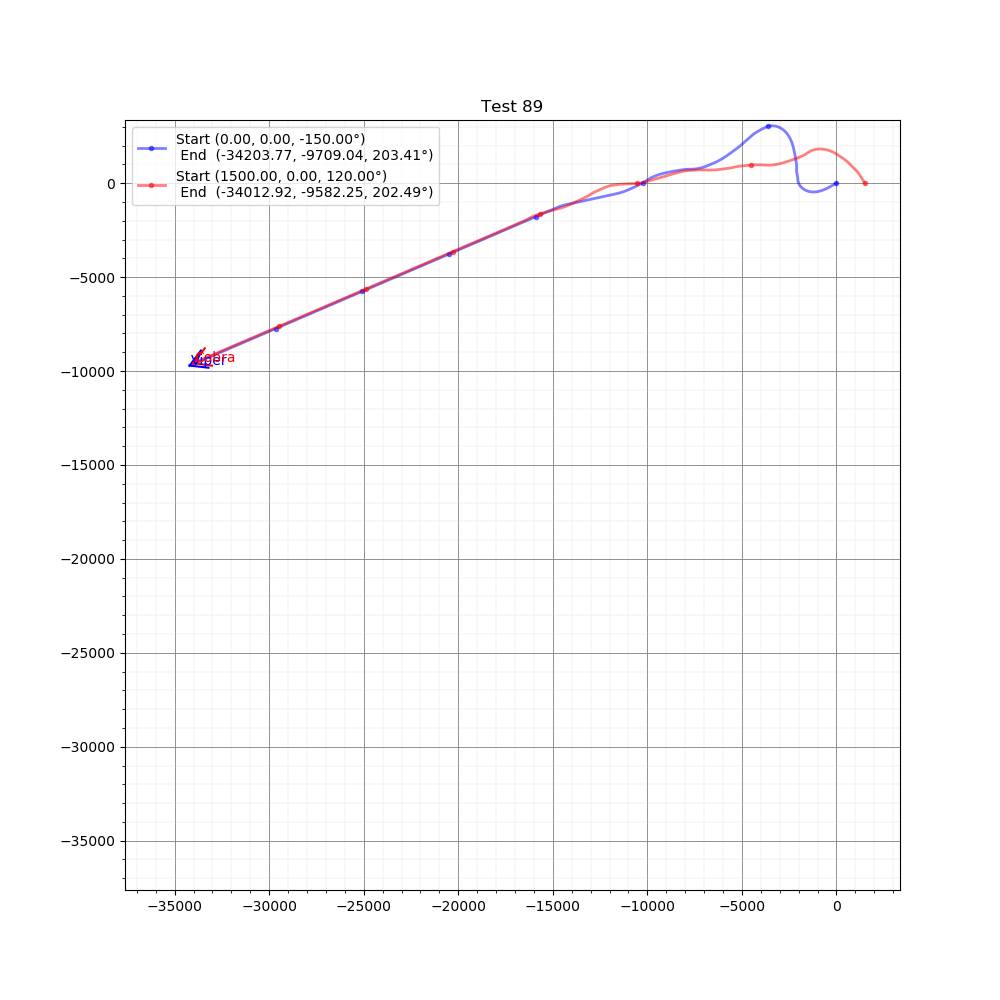 Test 89
Start (0.00, 0.00, -150.00°)
End (-34203.77, -9709.04, 203.41°)
Start (1500.00, 0.00, 120.00°)
End (-34012.92, -9582.25, 202.49°)
0
−5000
−10000
−15000
−20000
−25000
−30000
−35000
−35000 −30000 −25000 −20000 −15000 −10000 −5000 0